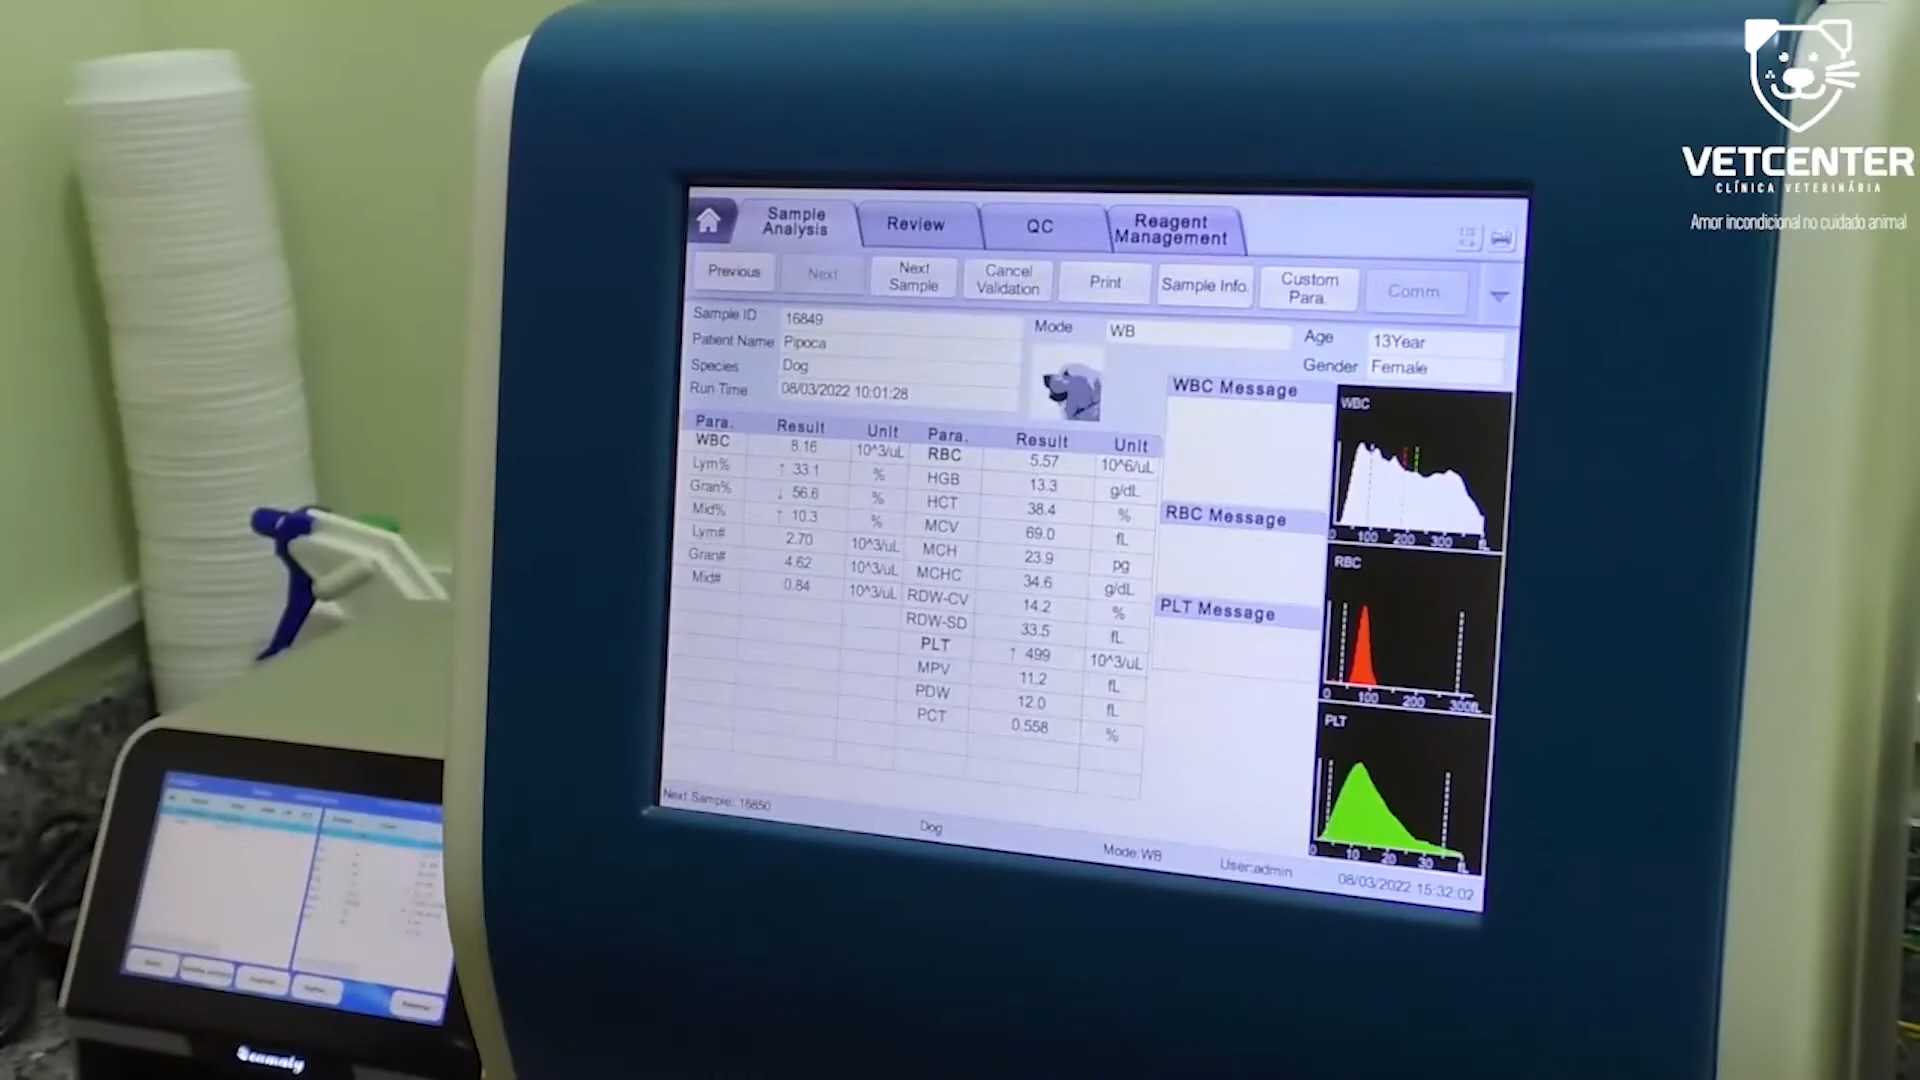 VETCENTER
CLÍNICA VETERINÁRIA
Amor incondicional no cuidado animal
Sample Analysis
Review
QC
Reagent Management
Previous
Next
Next Sample
Cancel Validation
Print
Sample Info.
Custom Para.
Comm.
Sample ID 16849
Patient Name Pipoca
Species Dog
Run Time 08/03/2022 10:01:28
Mode WB
Age 13Year
Gender Female
Para. Result Unit Para. Result Unit
WBC 8.16 10^3/uL RBC 5.57 10^6/uL
Lym% ↑ 33.1 % HGB 13.3 g/dL
Gran% ↓ 56.6 % HCT 38.4 %
Mid% ↑ 10.3 % MCV 69.0 fL
Lym# 2.70 10^3/uL MCH 23.9 pg
Gran# 4.62 10^3/uL MCHC 34.6 g/dL
Mid# 0.84 10^3/uL RDW-CV 14.2 %
RDW-SD 33.5 fL
PLT ↑ 499 10^3/uL
MPV 11.2 fL
PDW 12.0 fL
PCT 0.558 %
WBC Message
RBC Message
PLT Message
WBC
0 100 200 300 fL
RBC
0 100 200 300fL
PLT
0 10 20 30 fL
Next Sample: 16850
Dog
Mode:WB
User:admin
08/03/2022 15:32:02
Seamaty